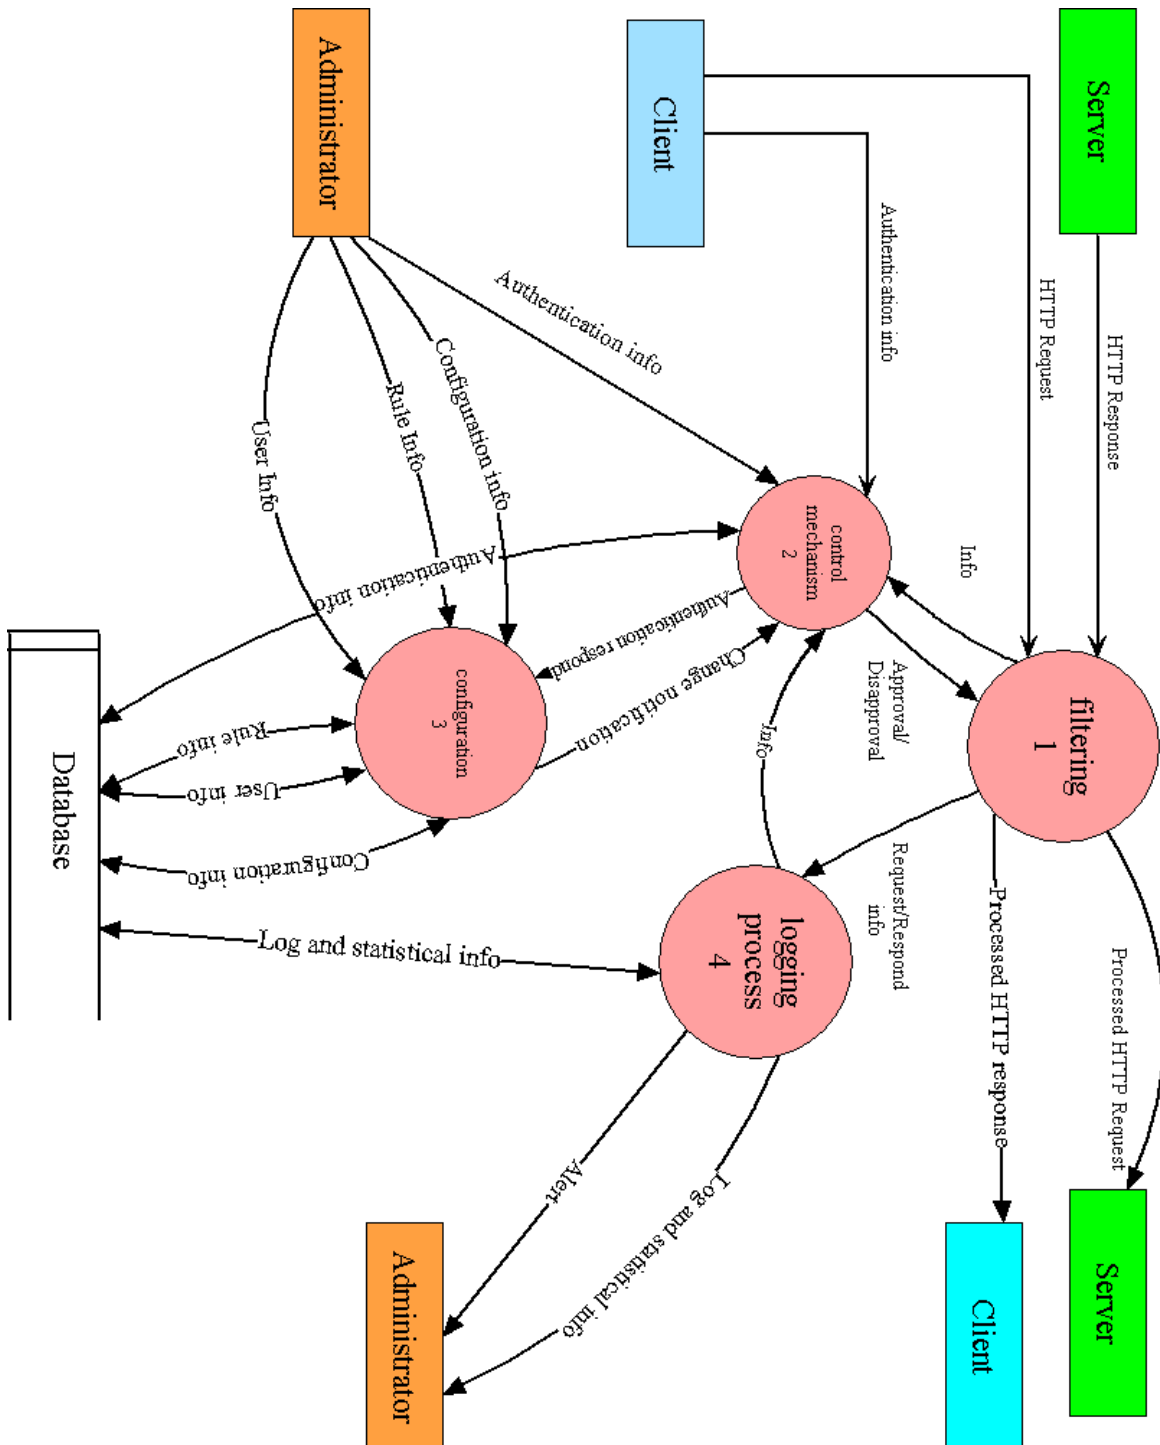 Server
HTTP Response
Client
HTTP Request
Authentication info
Administrator
Authentication info
Configuration info
Rule Info
User Info
filtering
1
Info
Approval/
Disapproval
control
mechanism
2
Authentication info
Authentication respond
Change notification
configuration
3
Info
Request/Respond
info
logging
process
4
Rule info
User info
Configuration info
Log and statistical info
Database
Processed HTTP Request
Processed HTTP response
Log and statistical info
Alert
Server
Client
Administrator